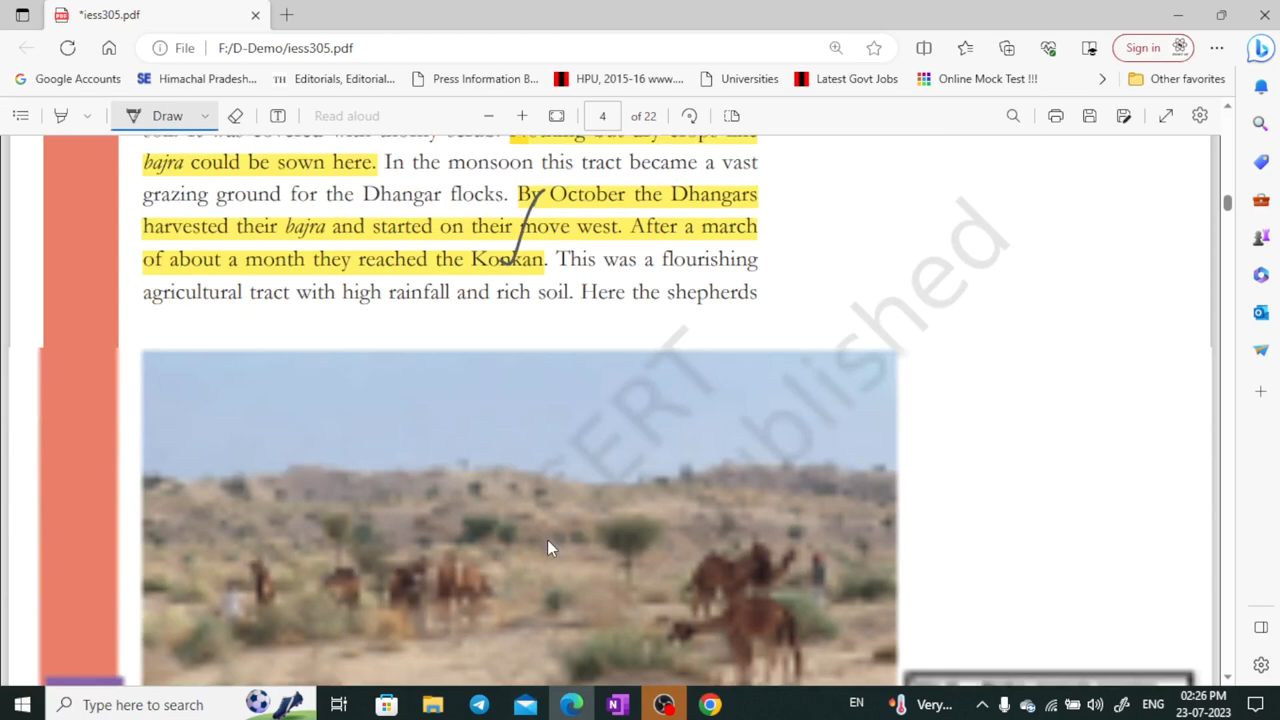 *iess305.pdf
File F:/D-Demo/iess305.pdf Sign in
Google Accounts SE Himachal Pradesh... TH Editorials, Editorial... Press Information B... HPU, 2015-16 www.... Universities Latest Govt Jobs Online Mock Test !!! Other favorites
Draw Read aloud 4 of 22
bajra could be sown here. In the monsoon this tract became a vast
grazing ground for the Dhangar flocks. By October the Dhangars
harvested their bajra and started on their move west. After a march
of about a month they reached the Konkan. This was a flourishing
agricultural tract with high rainfall and rich soil. Here the shepherds
ERT
published
Type here to search EN Very... ENG 02:26 PM
23-07-2023